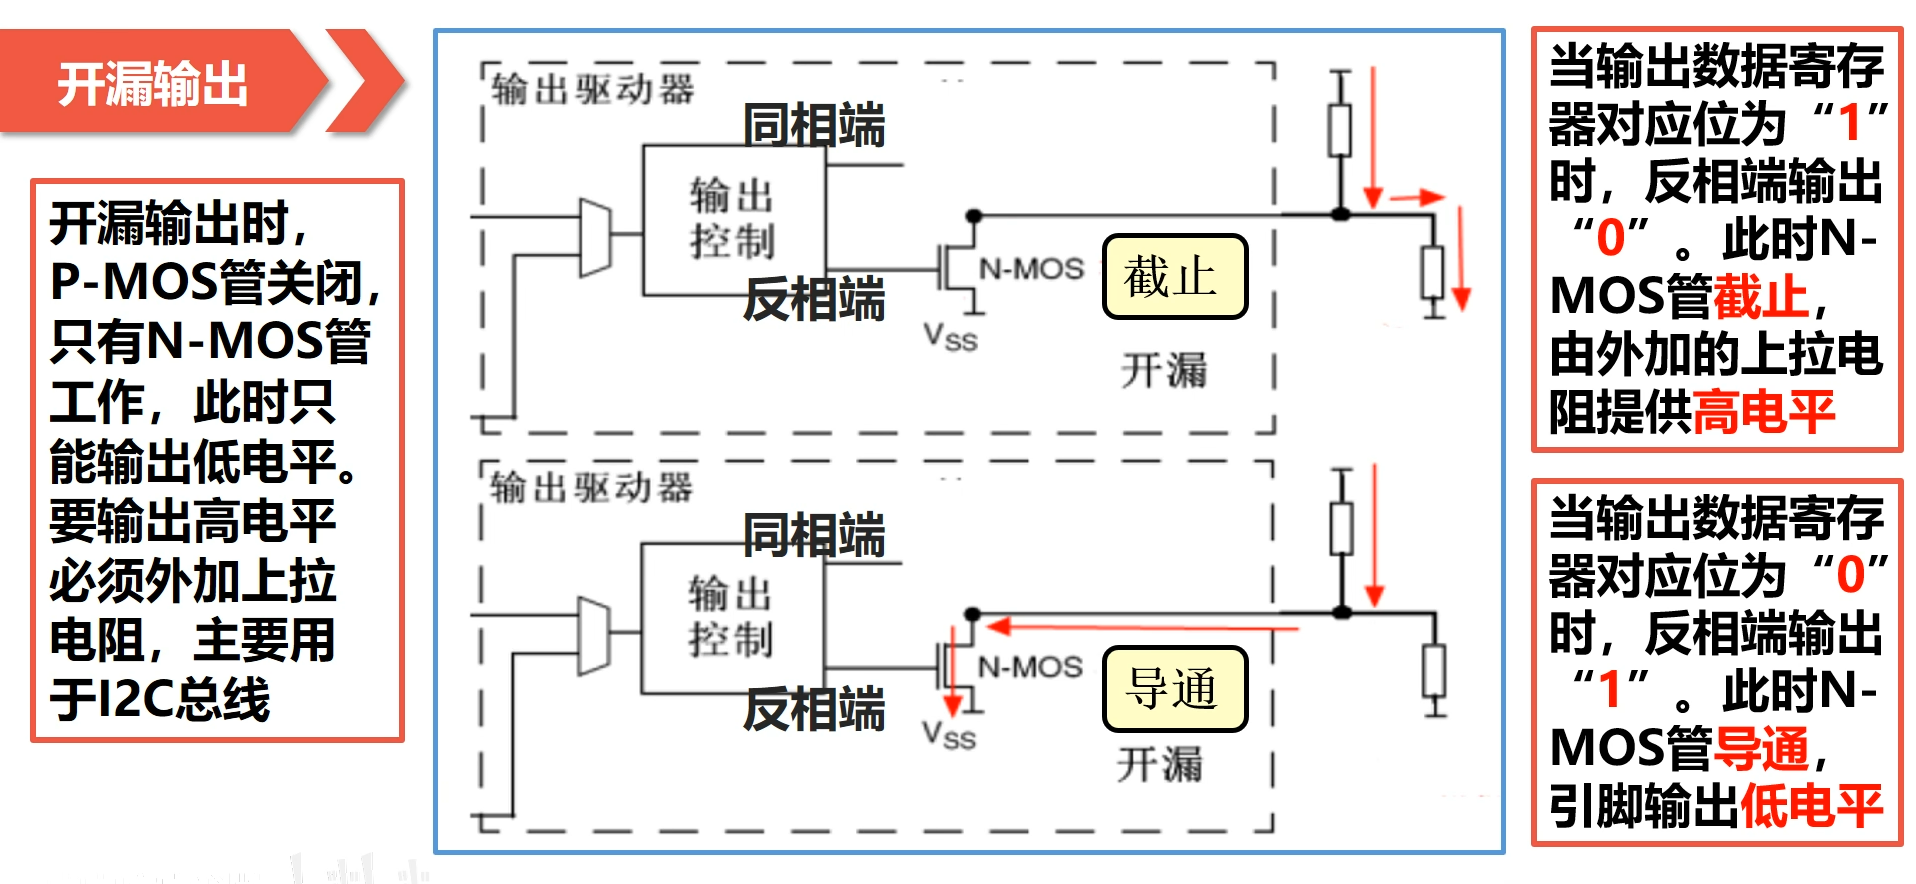 开漏输出
开漏输出时，
P-MOS管关闭，
只有N-MOS管
工作，此时只
能输出低电平。
要输出高电平
必须外加上拉
电阻，主要用
于I2C总线
输出驱动器
同相端
输出
控制
反相端
N-MOS
截止
VSS
开漏
输出驱动器
同相端
输出
控制
反相端
N-MOS
导通
VSS
开漏
当输出数据寄存
器对应位为“1”
时，反相端输出
“0”。此时N-
MOS管截止，
由外加的上拉电
阻提供高电平
当输出数据寄存
器对应位为“0”
时，反相端输出
“1”。此时N-
MOS管导通，
引脚输出低电平